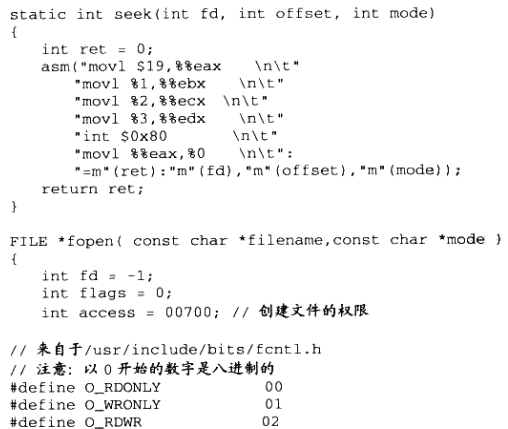 static int seek(int fd, int offset, int mode)
{
    int ret = 0;
    asm("movl $19,%%eax    \n\t"
        "movl %1,%%ebx    \n\t"
        "movl %2,%%ecx  \n\t"
        "movl %3,%%edx    \n\t"
        "int $0x80        \n\t"
        "movl %%eax,%0    \n\t":
        "=m"(ret):"m"(fd),"m"(offset),"m"(mode));
    return ret;
}
FILE *fopen( const char *filename,const char *mode )
{
    int fd = -1;
    int flags = 0;
    int access = 00700; // 创建文件的权限
// 来自于/usr/include/bits/fcntl.h
// 注意：以 0 开始的数字是八进制的
#define O_RDONLY             00
#define O_WRONLY             01
#define O_RDWR               02